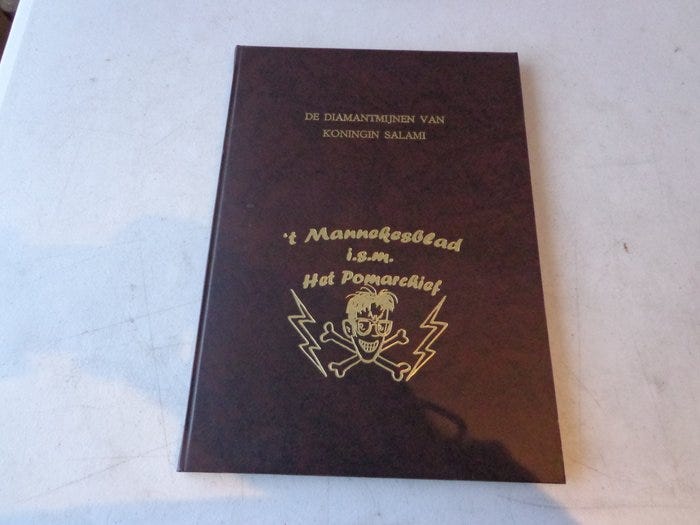 DE DIAMANTMIJNEN VAN
KONINGIN SALAMI
't Mannekesblad
i.s.m.
Het Pomarchief